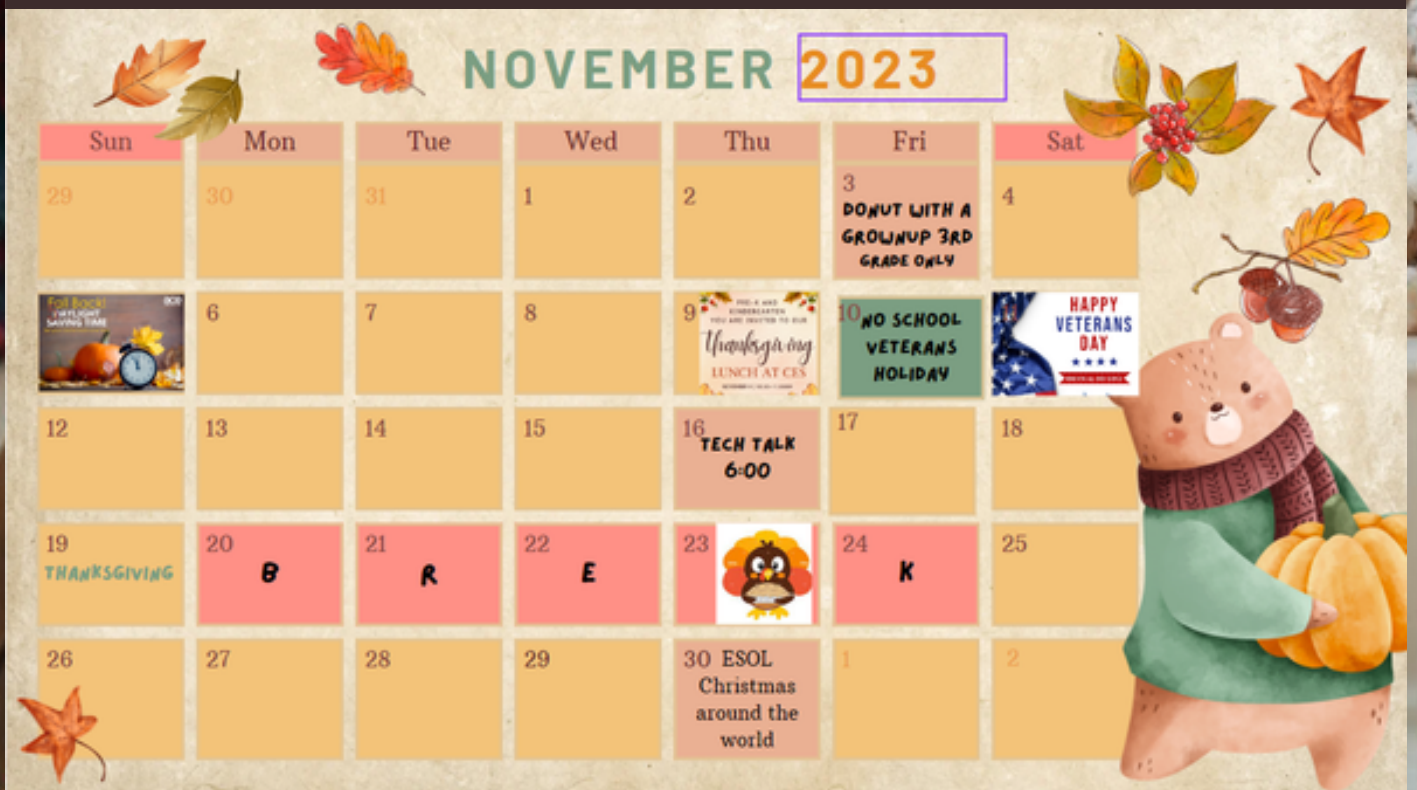 NOVEMBER 2023
Sun Mon Tue Wed Thu Fri Sat
29 30 31 1 2 3 4
DONUT WITH A
GROWNUP 3RD
GRADE ONLY
Fall Back!
DAYLIGHT
SAVING TIME
6 7 8 9 10
PRE-K AND
KINDERGARTEN
YOU ARE INVITED TO OUR
Thanksgiving
LUNCH AT CES
NO SCHOOL
VETERANS
HOLIDAY
HAPPY
VETERANS
DAY
12 13 14 15 16 17 18
TECH TALK
6:00
19 20 21 22 23 24 25
THANKSGIVING B R E K
26 27 28 29 30 ESOL 1 2
Christmas
around the
world